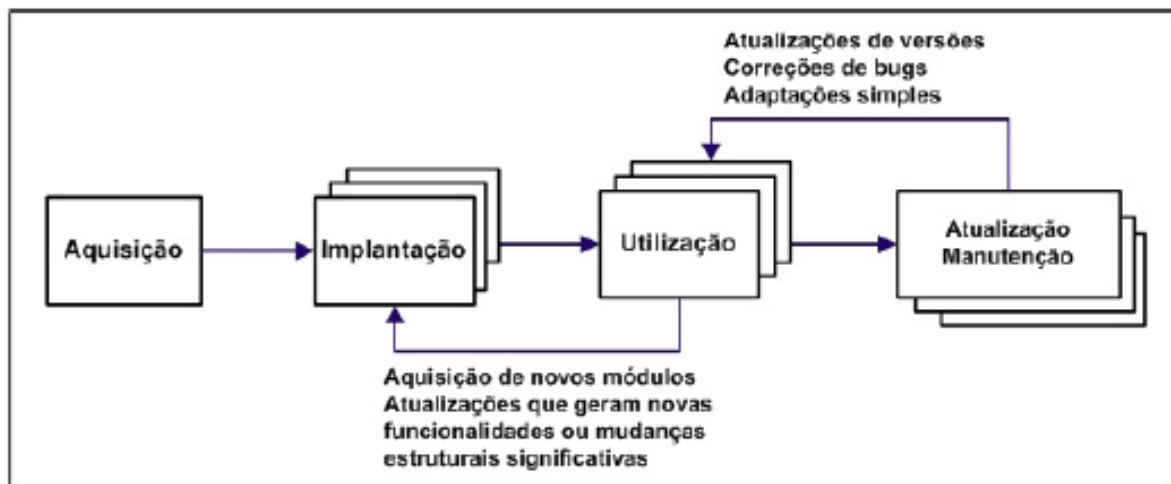 Atualizações de versões
Correções de bugs
Adaptações simples
Aquisição
Implantação
Utilização
Atualização
Manutenção
Aquisição de novos módulos
Atualizações que geram novas
funcionalidades ou mudanças
estruturais significativas